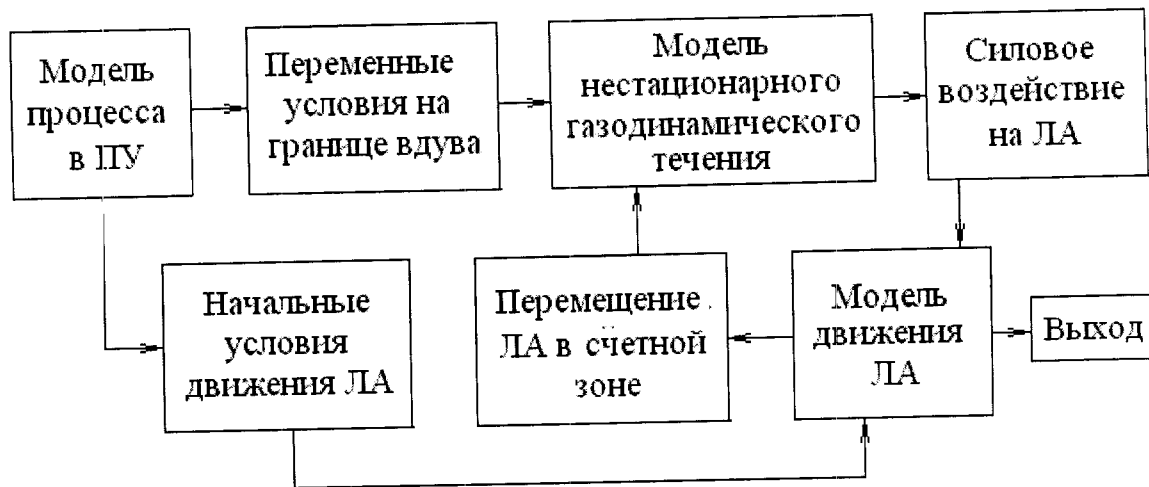 Модель
процесса
в ПУ
Переменные
условия на
границе вдува
Модель
нестационарного
газодинамического
течения
Силовое
воздействие
на ЛА
Начальные
условия
движения ЛА
Перемещение
ЛА в счетной
зоне
Модель
движения
ЛА
Выход